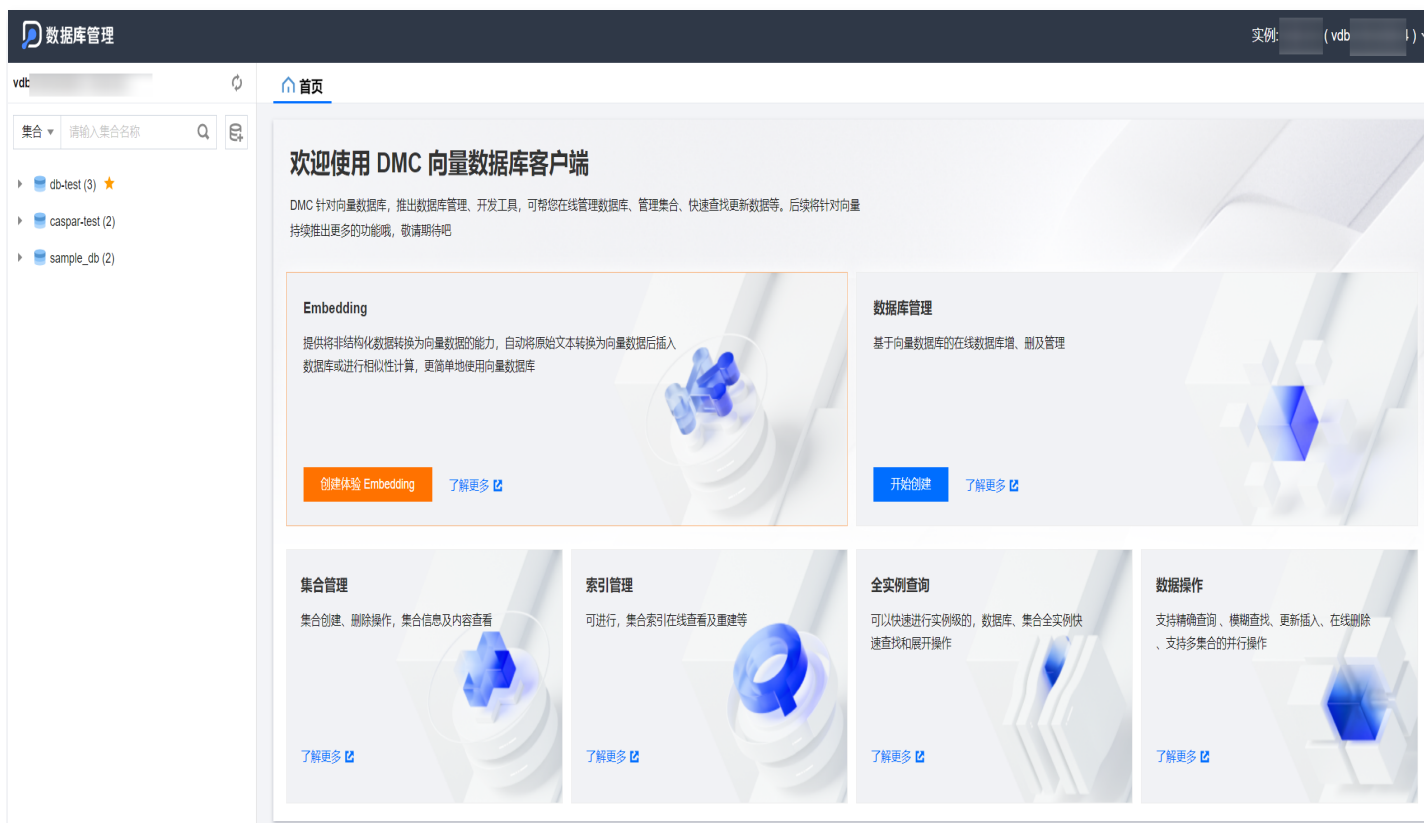 数据库管理
实例: ( vdb )
vdb
首页
集合
请输入集合名称
db-test (3)
caspar-test (2)
sample_db (2)
欢迎使用 DMC 向量数据库客户端
DMC 针对向量数据库，推出数据库管理、开发工具，可帮您在线管理数据库、管理集合、快速查找更新数据等。后续将针对向量
持续推出更多的功能哦，敬请期待吧
Embedding
提供将非结构化数据转换为向量数据的能力，自动将原始文本转换为向量数据后插入
数据库或进行相似性计算，更简单地使用向量数据库
创建体验 Embedding
了解更多
数据库管理
基于向量数据库的在线数据库增、删及管理
开始创建
了解更多
集合管理
集合创建、删除操作，集合信息及内容查看
了解更多
索引管理
可进行，集合索引在线查看及重建等
了解更多
全实例查询
可以快速进行实例级的，数据库、集合全实例快
速查找和展开操作
了解更多
数据操作
支持精确查询 、模糊查找、更新插入、在线删除
、支持多集合的并行操作
了解更多